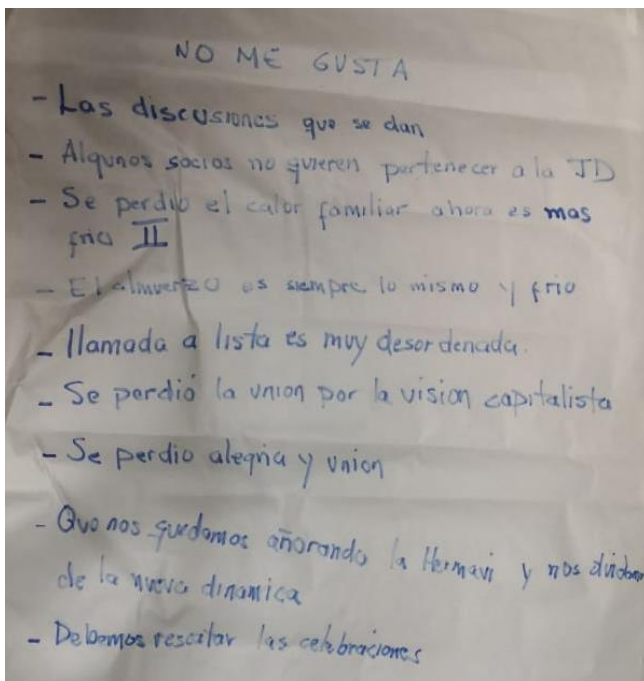 NO ME GUSTA
- Las discusiones que se dan
- Algunos socios no quieren pertenecer a la JD
- Se perdio el calor familiar ahora es mas
frio II
- El almuerzo es siempre lo mismo y frio
- llamada a lista es muy desordenada.
- Se perdió la union por la vision capitalista
- Se perdio alegria y union
- Que nos quedamos añorando la Hermavi y nos
de la nueva dinamica
- Debemos rescatar las celebraciones